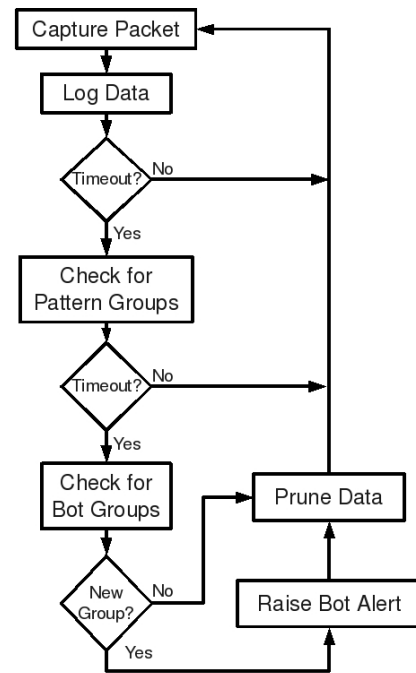 Capture Packet
Log Data
Timeout?
No
Yes
Check for
Pattern Groups
Timeout?
No
Yes
Check for
Bot Groups
Prune Data
New
Group?
No
Yes
Raise Bot Alert